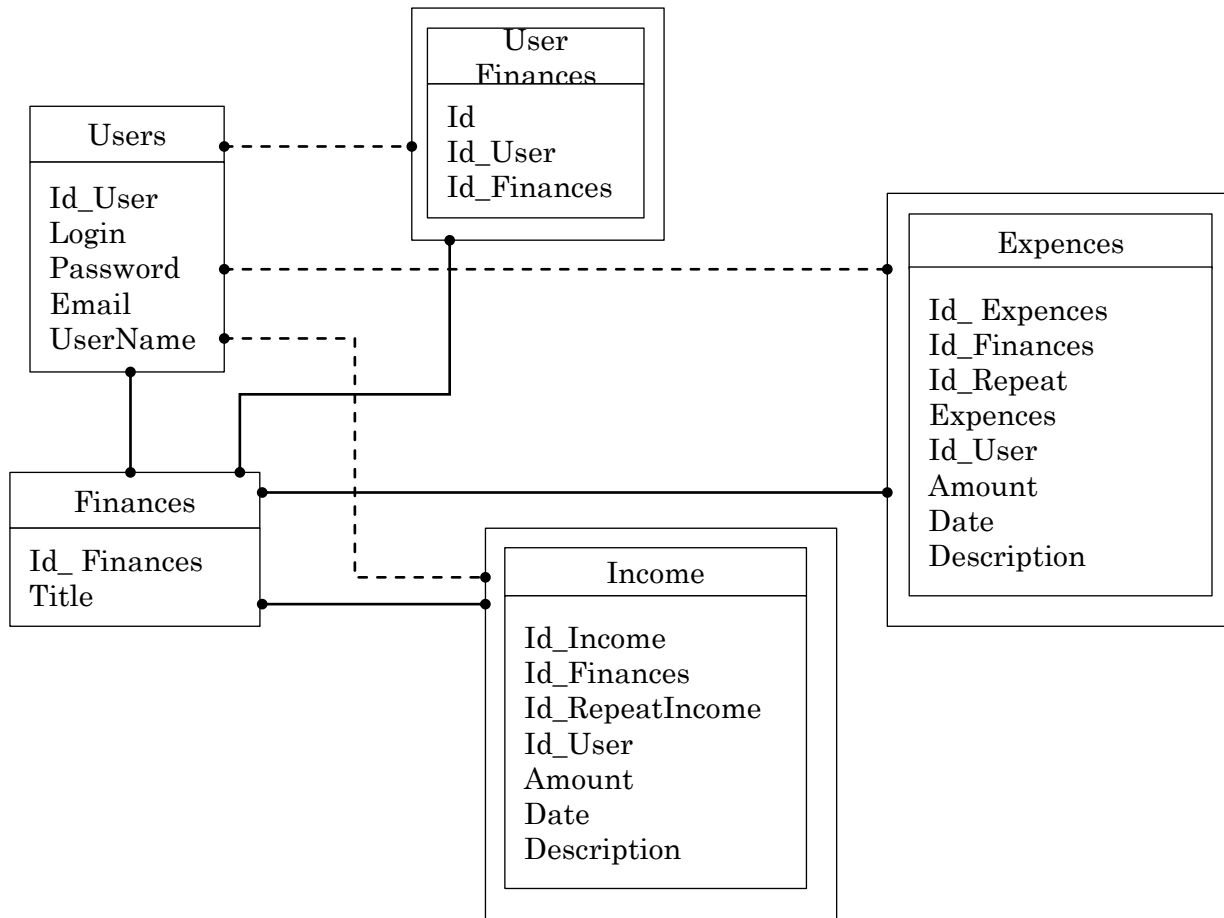 User
Finances
Id
Id_User
Id_Finances
Users
Id_User
Login
Password
Email
UserName
Expences
Id_ Expences
Id_Finances
Id_Repeat
Expences
Id_User
Amount
Date
Description
Finances
Id_ Finances
Title
Income
Id_Income
Id_Finances
Id_RepeatIncome
Id_User
Amount
Date
Description